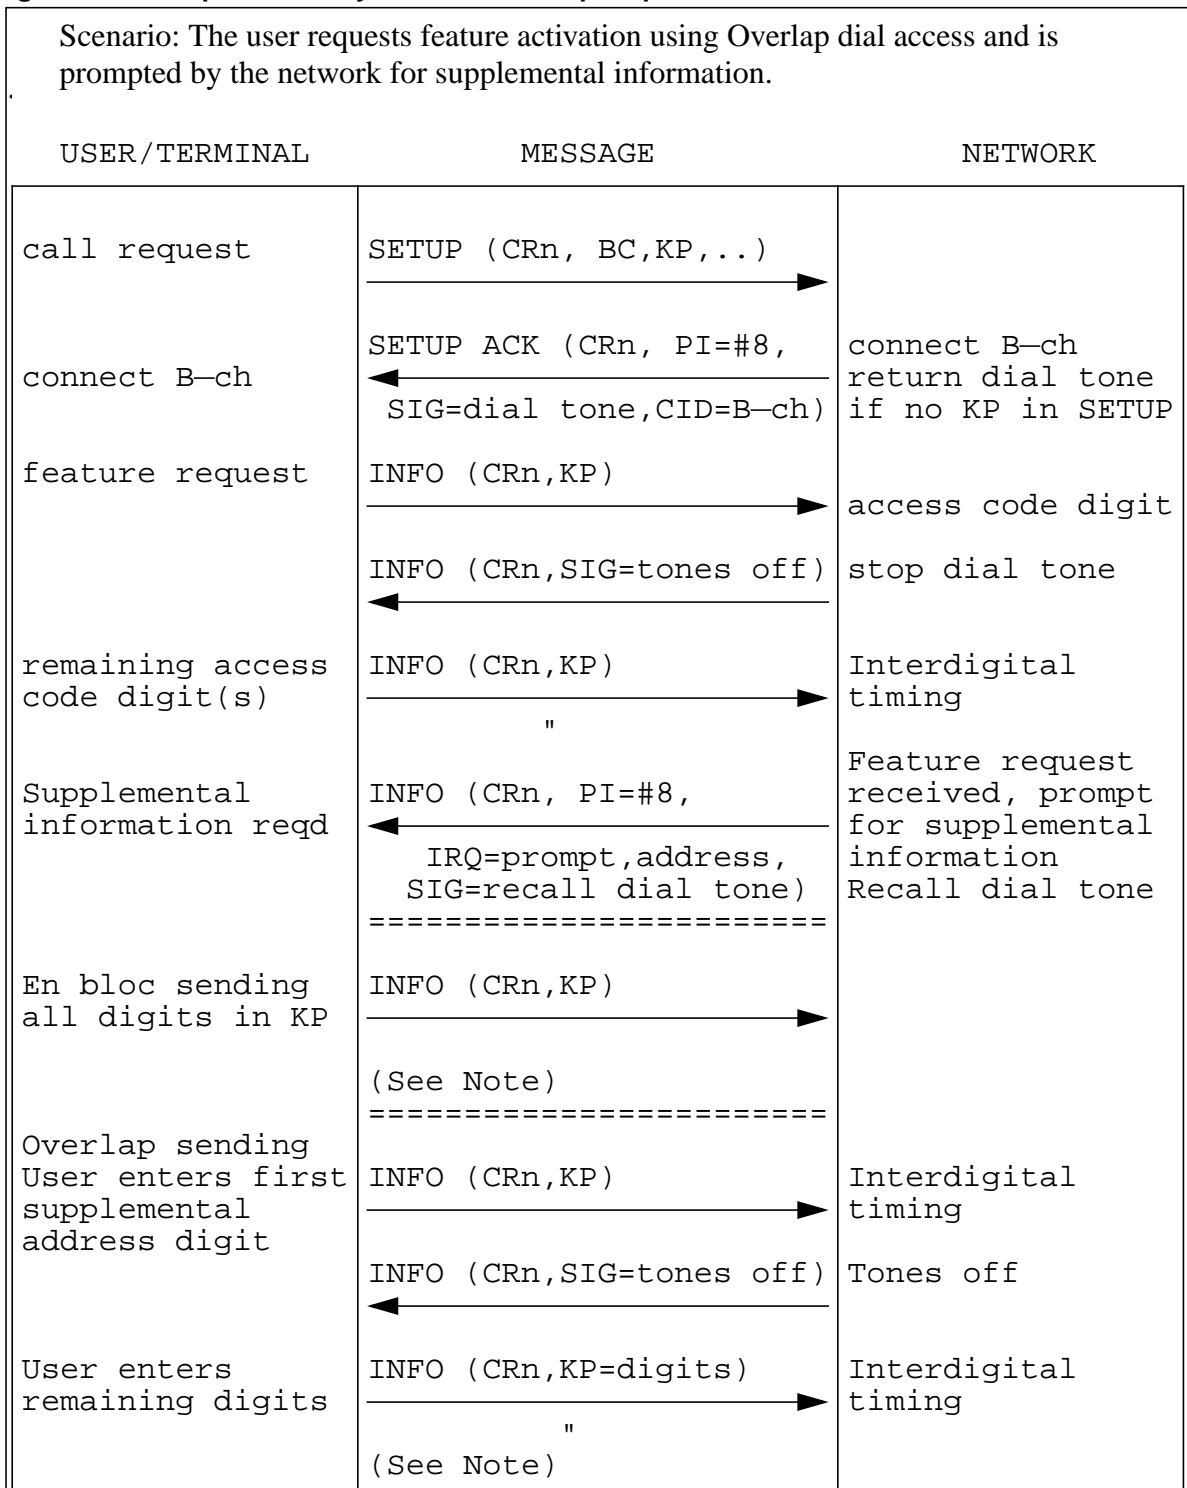 Scenario: The user requests feature activation using Overlap dial access and is
prompted by the network for supplemental information.
USER/TERMINAL MESSAGE NETWORK
call request SETUP (CRn, BC,KP,..)
SETUP ACK (CRn, PI=#8, connect B—ch
connect B—ch return dial tone
SIG=dial tone,CID=B—ch) if no KP in SETUP
feature request INFO (CRn,KP)
access code digit
INFO (CRn,SIG=tones off) stop dial tone
remaining access INFO (CRn,KP) Interdigital
code digit(s) timing
"
Feature request
Supplemental INFO (CRn, PI=#8, received, prompt
information reqd for supplemental
IRQ=prompt,address, information
SIG=recall dial tone) Recall dial tone
========================
En bloc sending INFO (CRn,KP)
all digits in KP
(See Note)
========================
Overlap sending
User enters first INFO (CRn,KP) Interdigital
supplemental timing
address digit
INFO (CRn,SIG=tones off) Tones off
User enters INFO (CRn,KP=digits) Interdigital
remaining digits timing
"
(See Note)